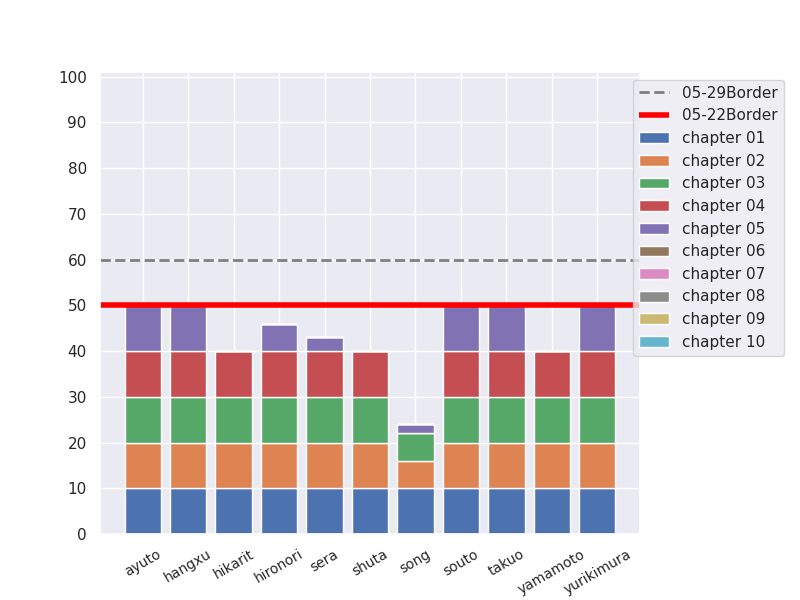 100
90
80
70
60
50
40
30
20
10
0
ayuto
hangxu
hikarit
hironori
sera
shuta
song
souto
takuo
yamamoto
yurikimura
05-29Border
05-22Border
chapter 01
chapter 02
chapter 03
chapter 04
chapter 05
chapter 06
chapter 07
chapter 08
chapter 09
chapter 10